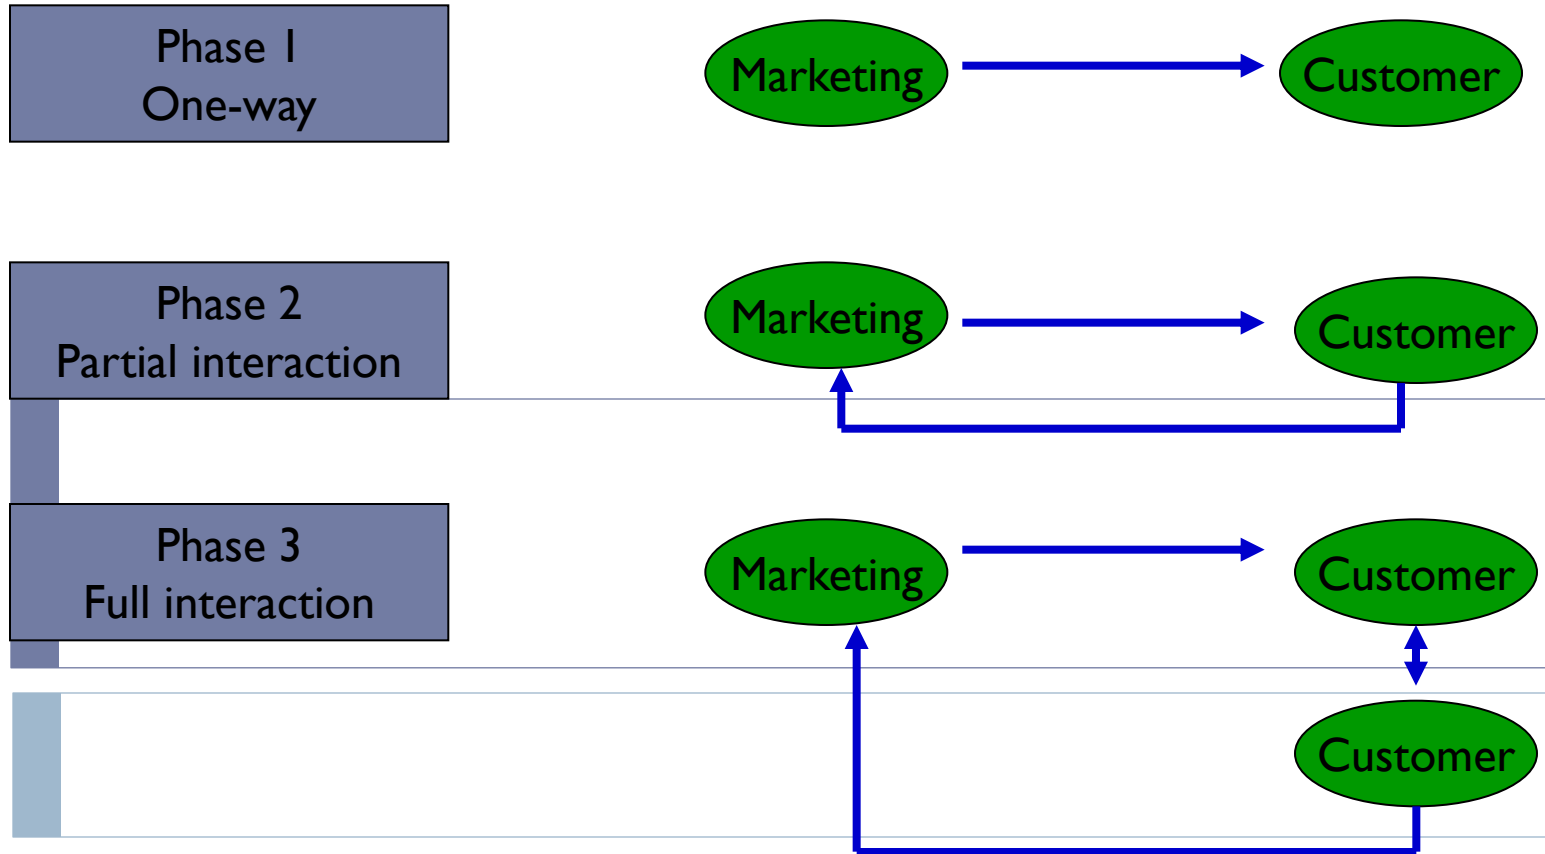 Phase 1
One-way
Marketing
Customer
Phase 2
Partial interaction
Marketing
Customer
Phase 3
Full interaction
Marketing
Customer
Customer